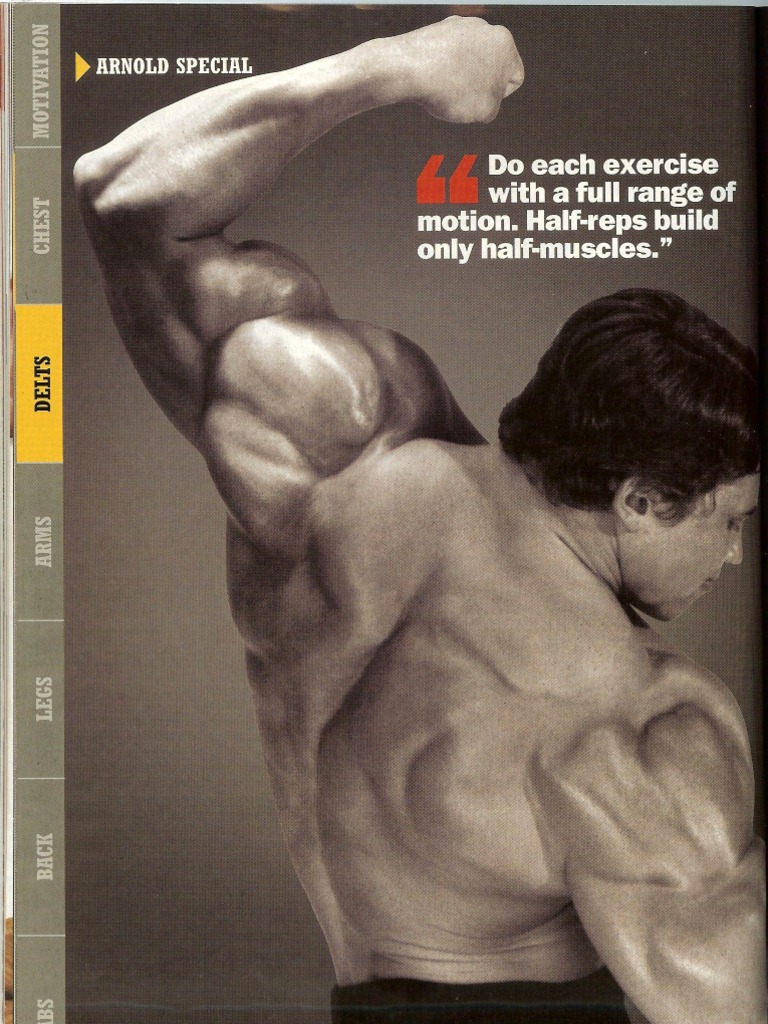 ARNOLD SPECIAL
“Do each exercise
with a full range of
motion. Half-reps build
only half-muscles.”
MOTIVATION
CHEST
DELTS
ARMS
LEGS
BACK